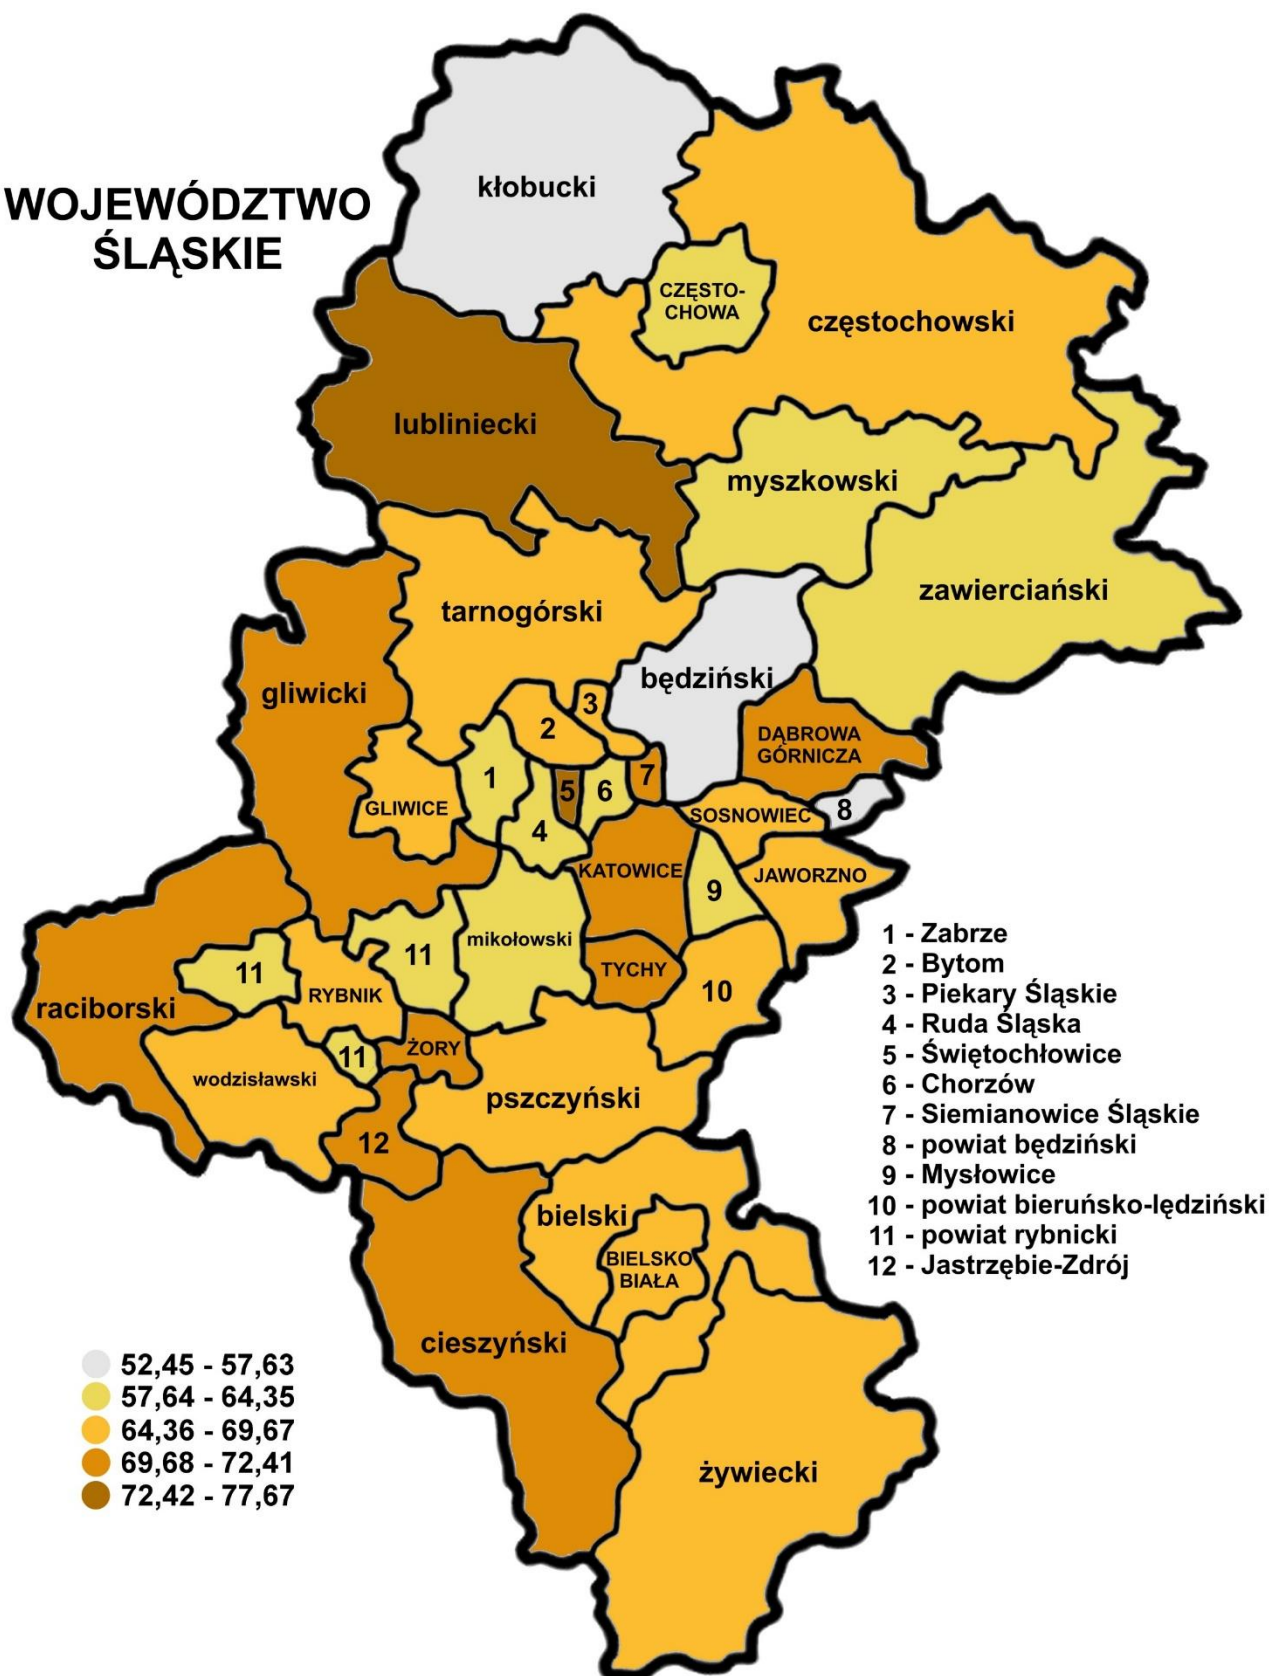 WOJEWÓDZTWO
ŚLĄSKIE
kłobucki
CZĘSTO-
CHOWA
częstochowski
lubliniecki
myszkowski
zawierciański
tarnogórski
będziński
gliwicki
3
2
DĄBROWA
GÓRNICZA
1
7
5
6
GLIWICE
SOSNOWIEC
8
4
KATOWICE
JAWORZNO
9
mikołowski
11
11
TYCHY
10
RYBNIK
raciborski
ŻORY
11
wodzisławski
pszczyński
12
bielski
BIELSKO
BIAŁA
cieszyński
żywiecki
1 - Zabrze
2 - Bytom
3 - Piekary Śląskie
4 - Ruda Śląska
5 - Świętochłowice
6 - Chorzów
7 - Siemianowice Śląskie
8 - powiat będziński
9 - Mysłowice
10 - powiat bieruńsko-lędziński
11 - powiat rybnicki
12 - Jastrzębie-Zdrój
52,45 - 57,63
57,64 - 64,35
64,36 - 69,67
69,68 - 72,41
72,42 - 77,67